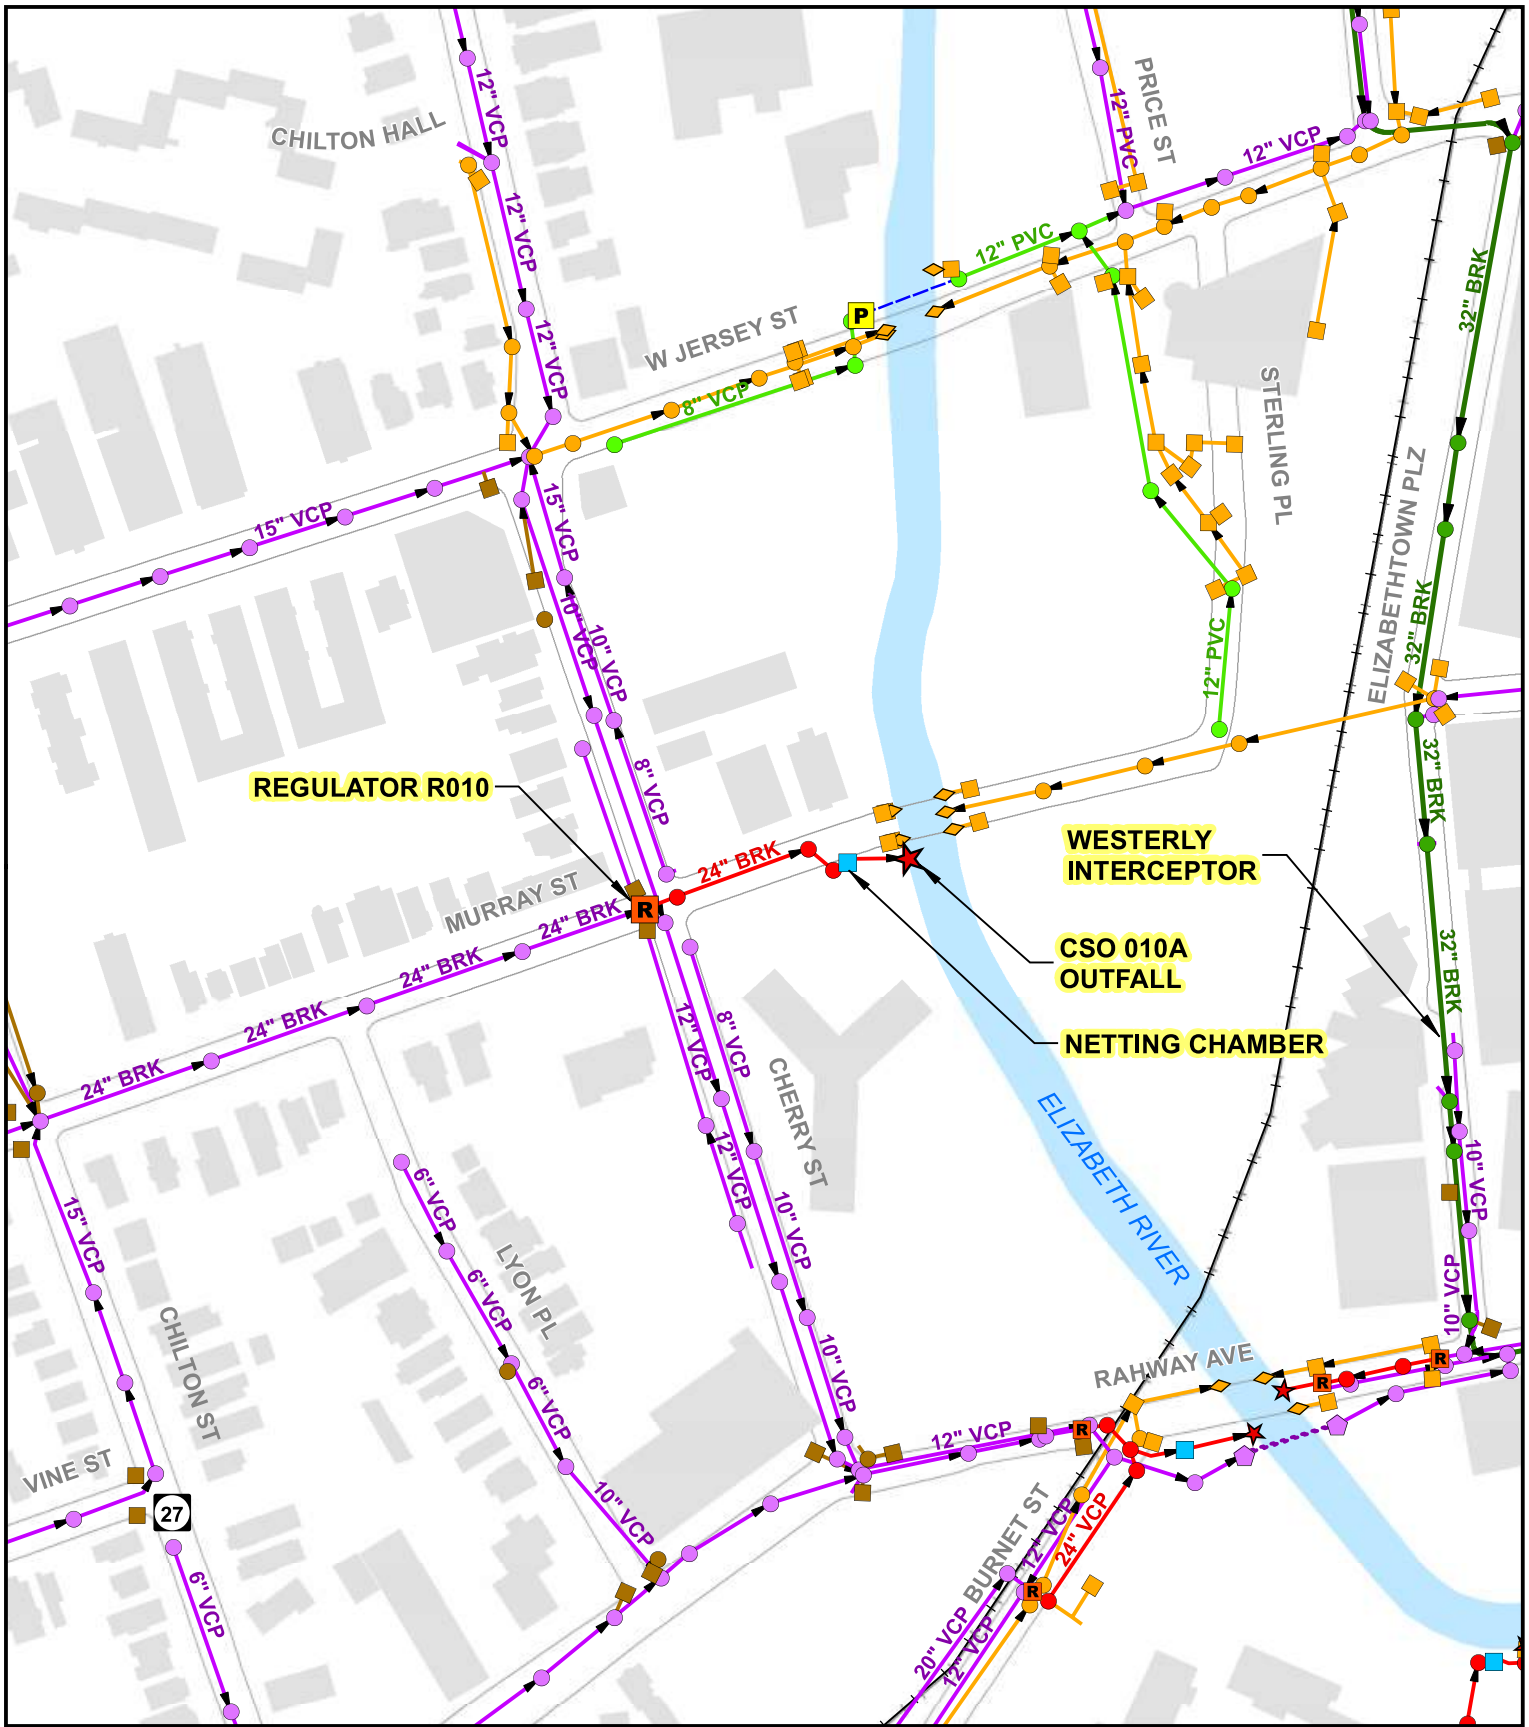 12" VCP
CHILTON HALL
12" VCP
12" VCP
PRICE ST
12" PVC
12" VCP
12" PVC
P
W JERSEY ST
8" VCP
32" BRK
STERLING PL
ELIZABETHTOWN PLZ
15" VCP
15" VCP
10" VCP
10" VCP
32" BRK
12" PVC
8" VCP
32" BRK
REGULATOR R010
24" BRK
WESTERLY
INTERCEPTOR
MURRAY ST
R
24" BRK
24" BRK
24" BRK
24" BRK
CSO 010A
OUTFALL
32" BRK
NETTING CHAMBER
12" VCP
8" VCP
CHERRY ST
ELIZABETH RIVER
12" VCP
10" VCP
10" VCP
6" VCP
15" VCP
6" VCP
LYON PL
10" VCP
10" VCP
CHILTON ST
6" VCP
RAHWAY AVE
R
R
R
12" VCP
VINE ST
27
10" VCP
6" VCP
BURNET ST
12" VCP
24" VCP
R
20" VCP
12" VCP